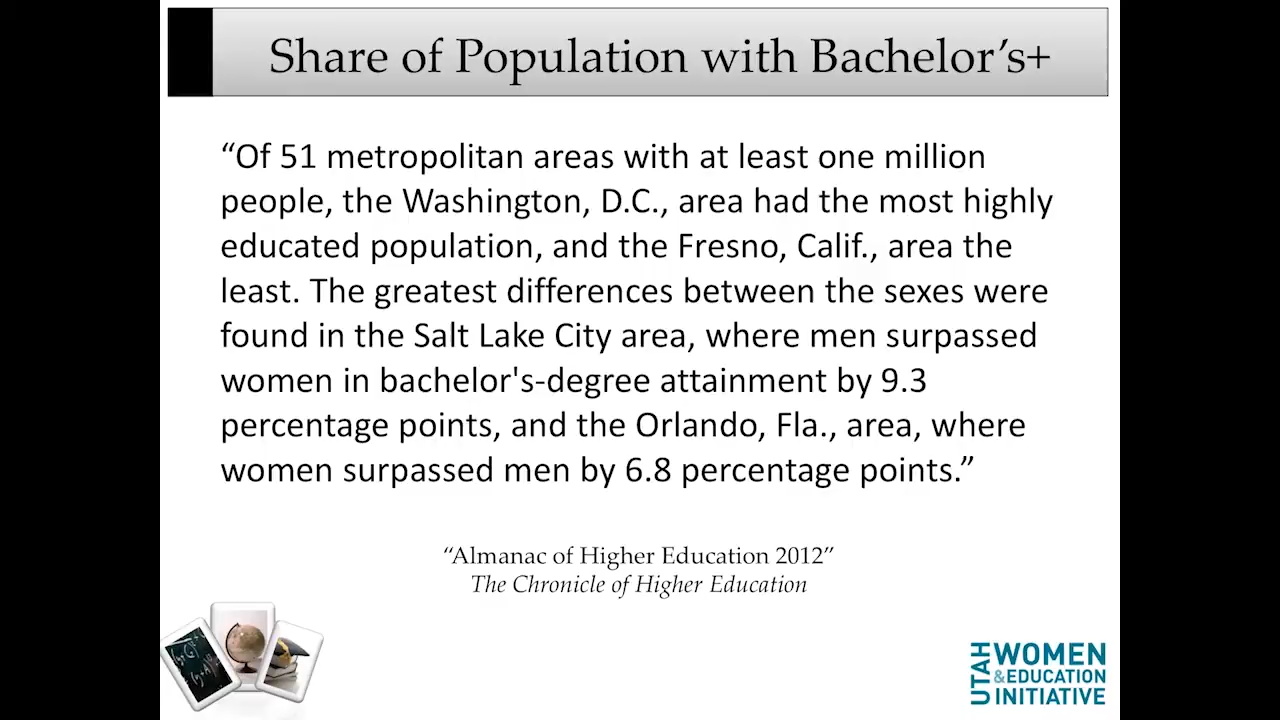 Share of Population with Bachelor’s+
“Of 51 metropolitan areas with at least one million
people, the Washington, D.C., area had the most highly
educated population, and the Fresno, Calif., area the
least. The greatest differences between the sexes were
found in the Salt Lake City area, where men surpassed
women in bachelor's-degree attainment by 9.3
percentage points, and the Orlando, Fla., area, where
women surpassed men by 6.8 percentage points.”
“Almanac of Higher Education 2012”
The Chronicle of Higher Education
UTAH
WOMEN
&EDUCATION
INITIATIVE